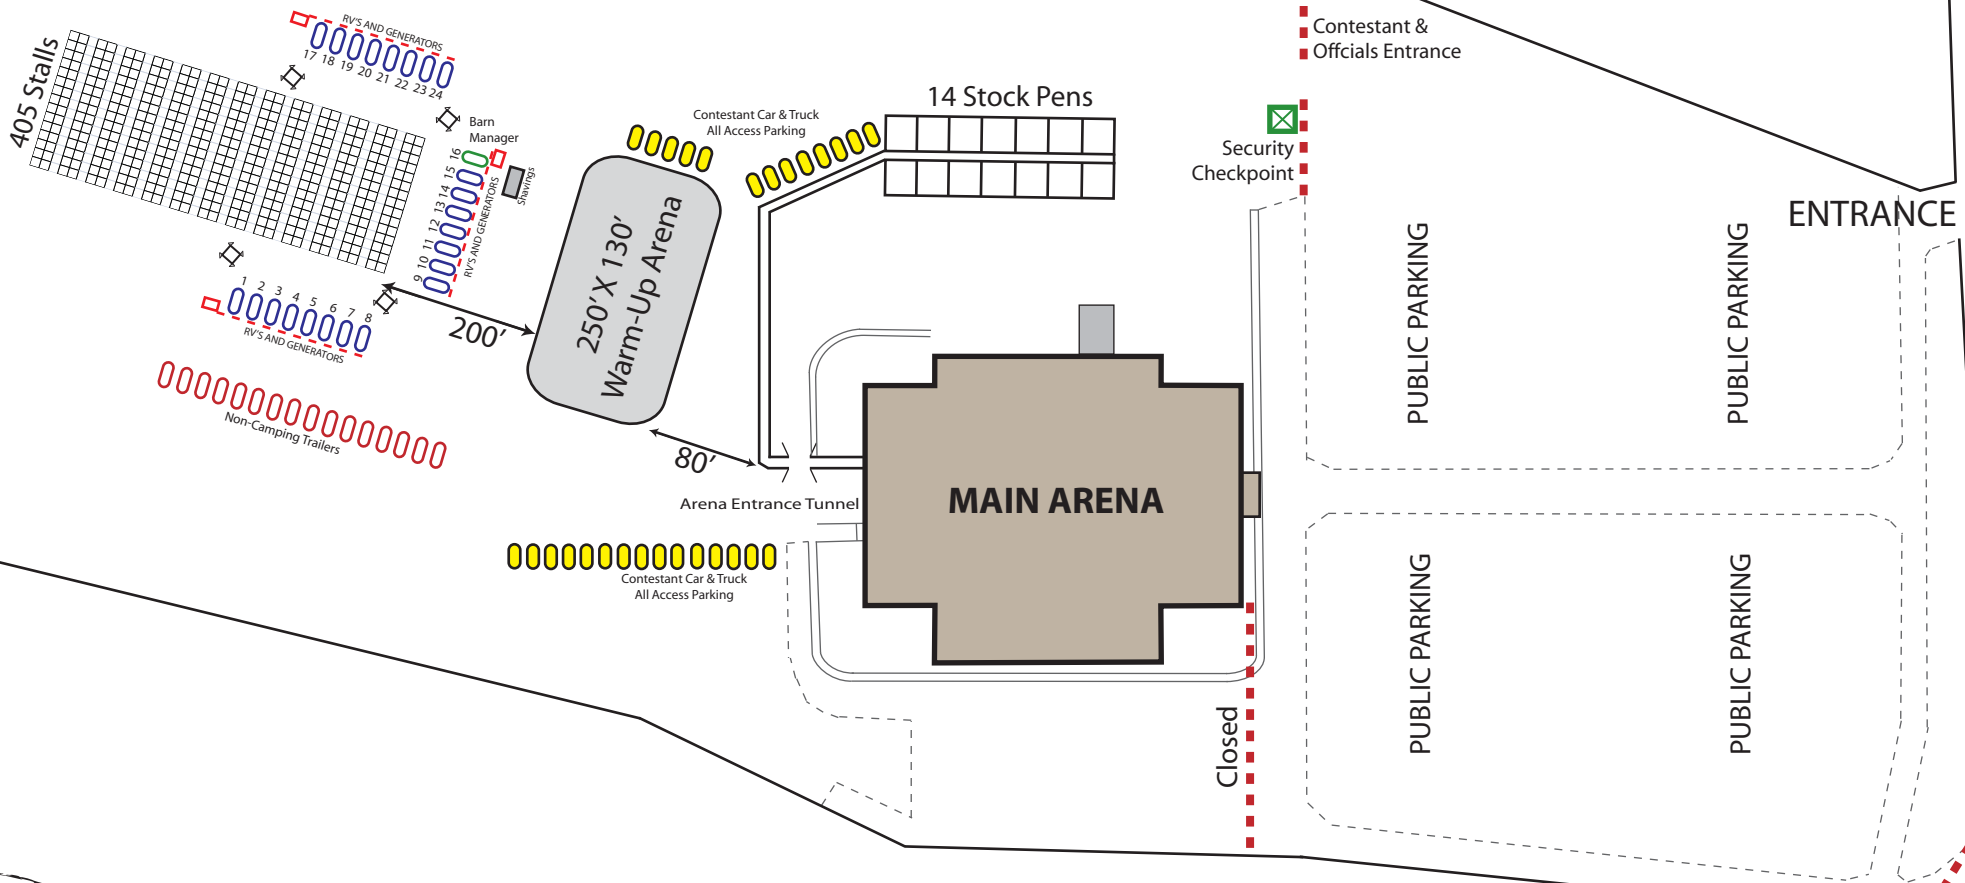 405 Stalls
RV'S AND GENERATORS
17 18 19 20 21 22 23 24
Barn
Manager
16
15
14
13
12
11
10
9
RV'S AND GENERATORS
Shavings
1 2 3 4 5 6 7 8
RV'S AND GENERATORS
Non-Camping Trailers
200'
250' X 130'
Warm-Up Arena
80'
Contestant Car & Truck
All Access Parking
14 Stock Pens
Arena Entrance Tunnel
Contestant Car & Truck
All Access Parking
MAIN ARENA
Contestant &
Offcials Entrance
Security
Checkpoint
ENTRANCE
PUBLIC PARKING
PUBLIC PARKING
PUBLIC PARKING
PUBLIC PARKING
Closed